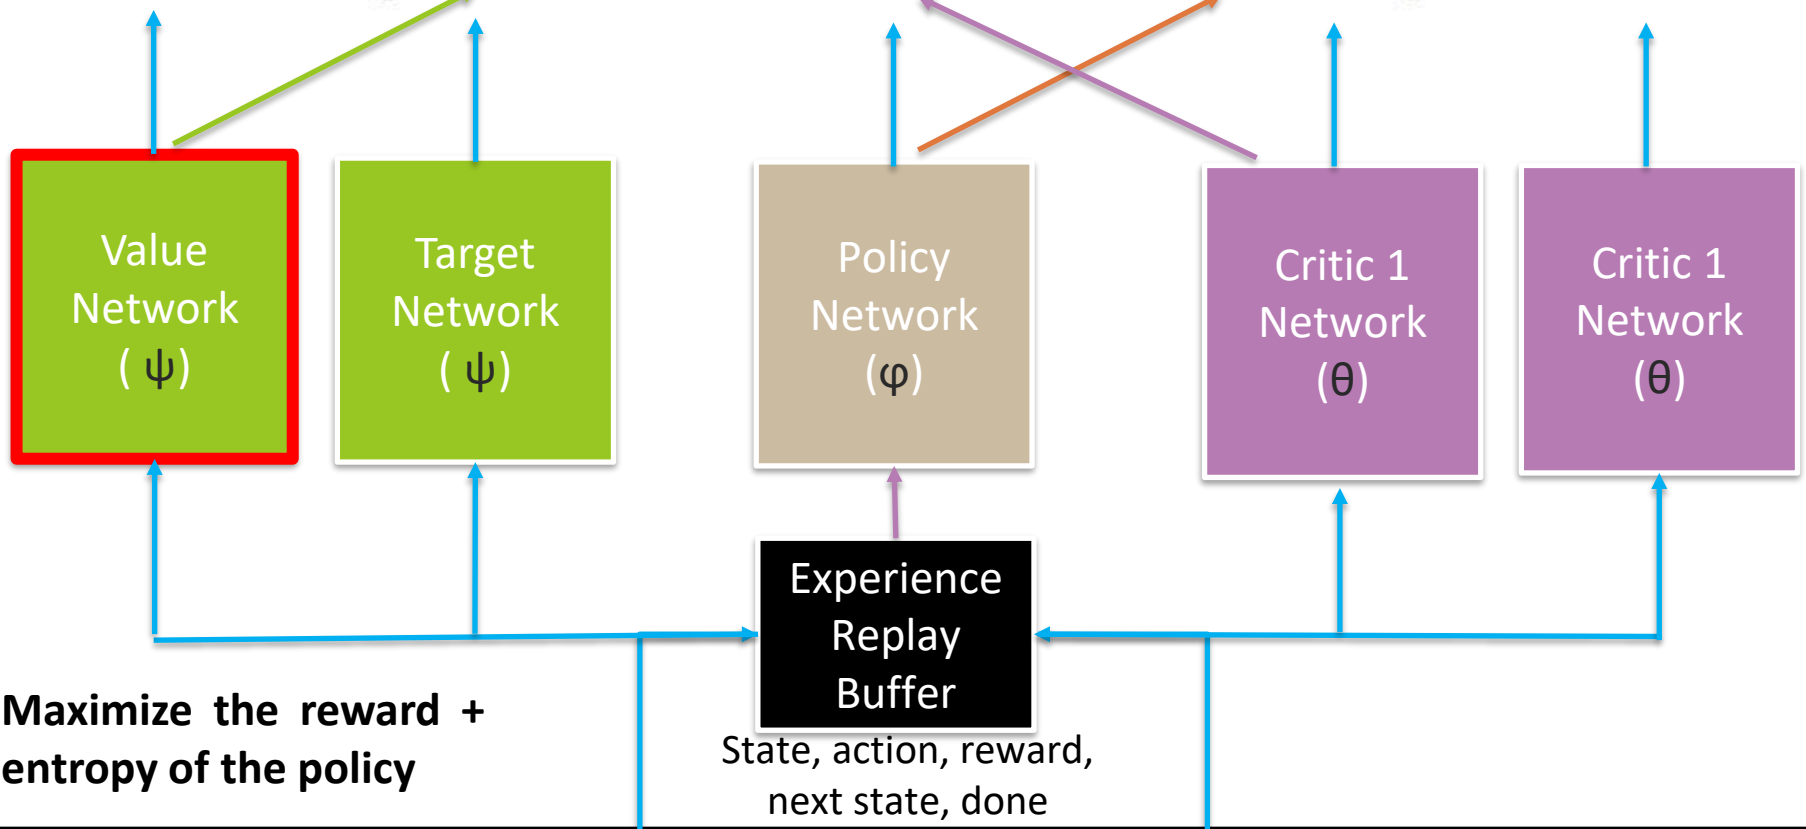 Value
Network
( ψ)
Target
Network
( ψ)
Policy
Network
(φ)
Critic 1
Network
(θ)
Critic 1
Network
(θ)
Experience
Replay
Buffer
Maximize the reward +
entropy of the policy
State, action, reward,
next state, done